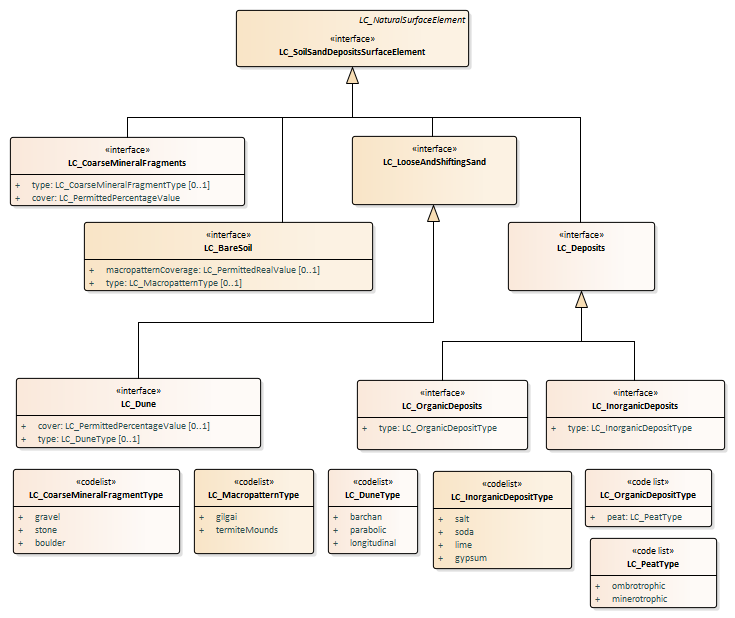 LC_NaturalSurfaceElement
«interface»
LC_SoilSandDepositsSurfaceElement
«interface»
LC_CoarseMineralFragments
+ type: LC_CoarseMineralFragmentType [0..1]
+ cover: LC_PermittedPercentageValue
«interface»
LC_LooseAndShiftingSand
«interface»
LC_BareSoil
+ macropatternCoverage: LC_PermittedRealValue [0..1]
+ type: LC_MacropatternType [0..1]
«interface»
LC_Deposits
«interface»
LC_Dune
+ cover: LC_PermittedPercentageValue [0..1]
+ type: LC_DuneType [0..1]
«interface»
LC_OrganicDeposits
+ type: LC_OrganicDepositType
«interface»
LC_InorganicDeposits
+ type: LC_InorganicDepositType
«codelist»
LC_CoarseMineralFragmentType
+ gravel
+ stone
+ boulder
«codelist»
LC_MacropatternType
+ gilgai
+ termiteMounds
«codelist»
LC_DuneType
+ barchan
+ parabolic
+ longitudinal
«codelist»
LC_InorganicDepositType
+ salt
+ soda
+ lime
+ gypsum
«code list»
LC_OrganicDepositType
+ peat: LC_PeatType
«code list»
LC_PeatType
+ ombrotrophic
+ minerotrophic